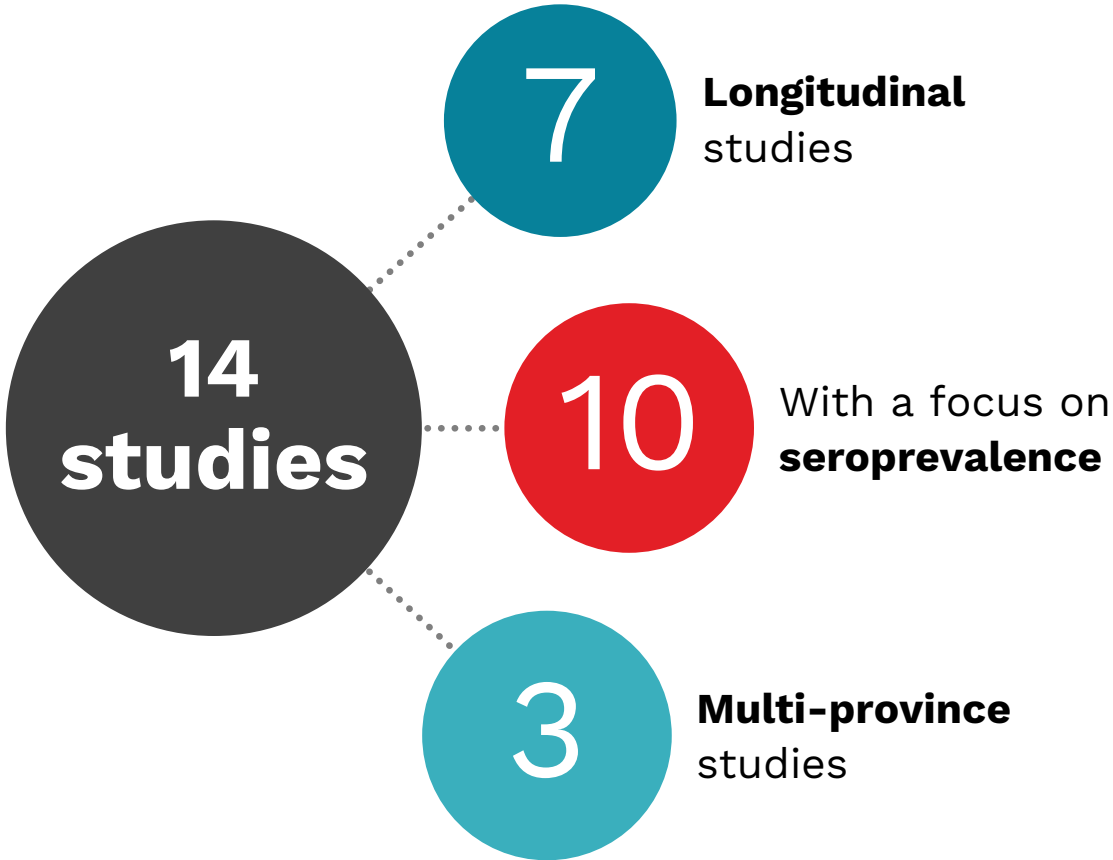 14
studies
7
Longitudinal
studies
10
With a focus on
seroprevalence
3
Multi-province
studies